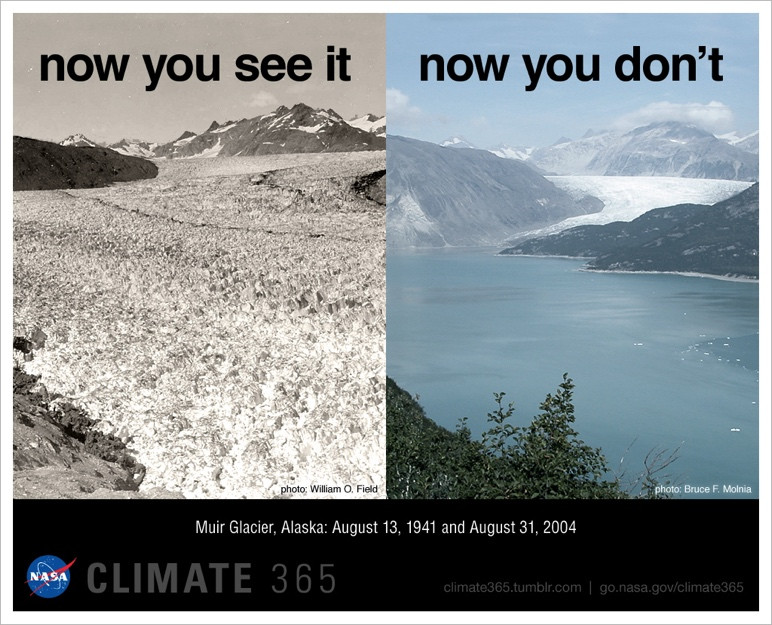 now you see it
now you don't
photo: William O. Field
photo: Bruce F. Molnia
Muir Glacier, Alaska: August 13, 1941 and August 31, 2004
NASA
CLIMATE 365
climate365.tumblr.com | go.nasa.gov/climate365